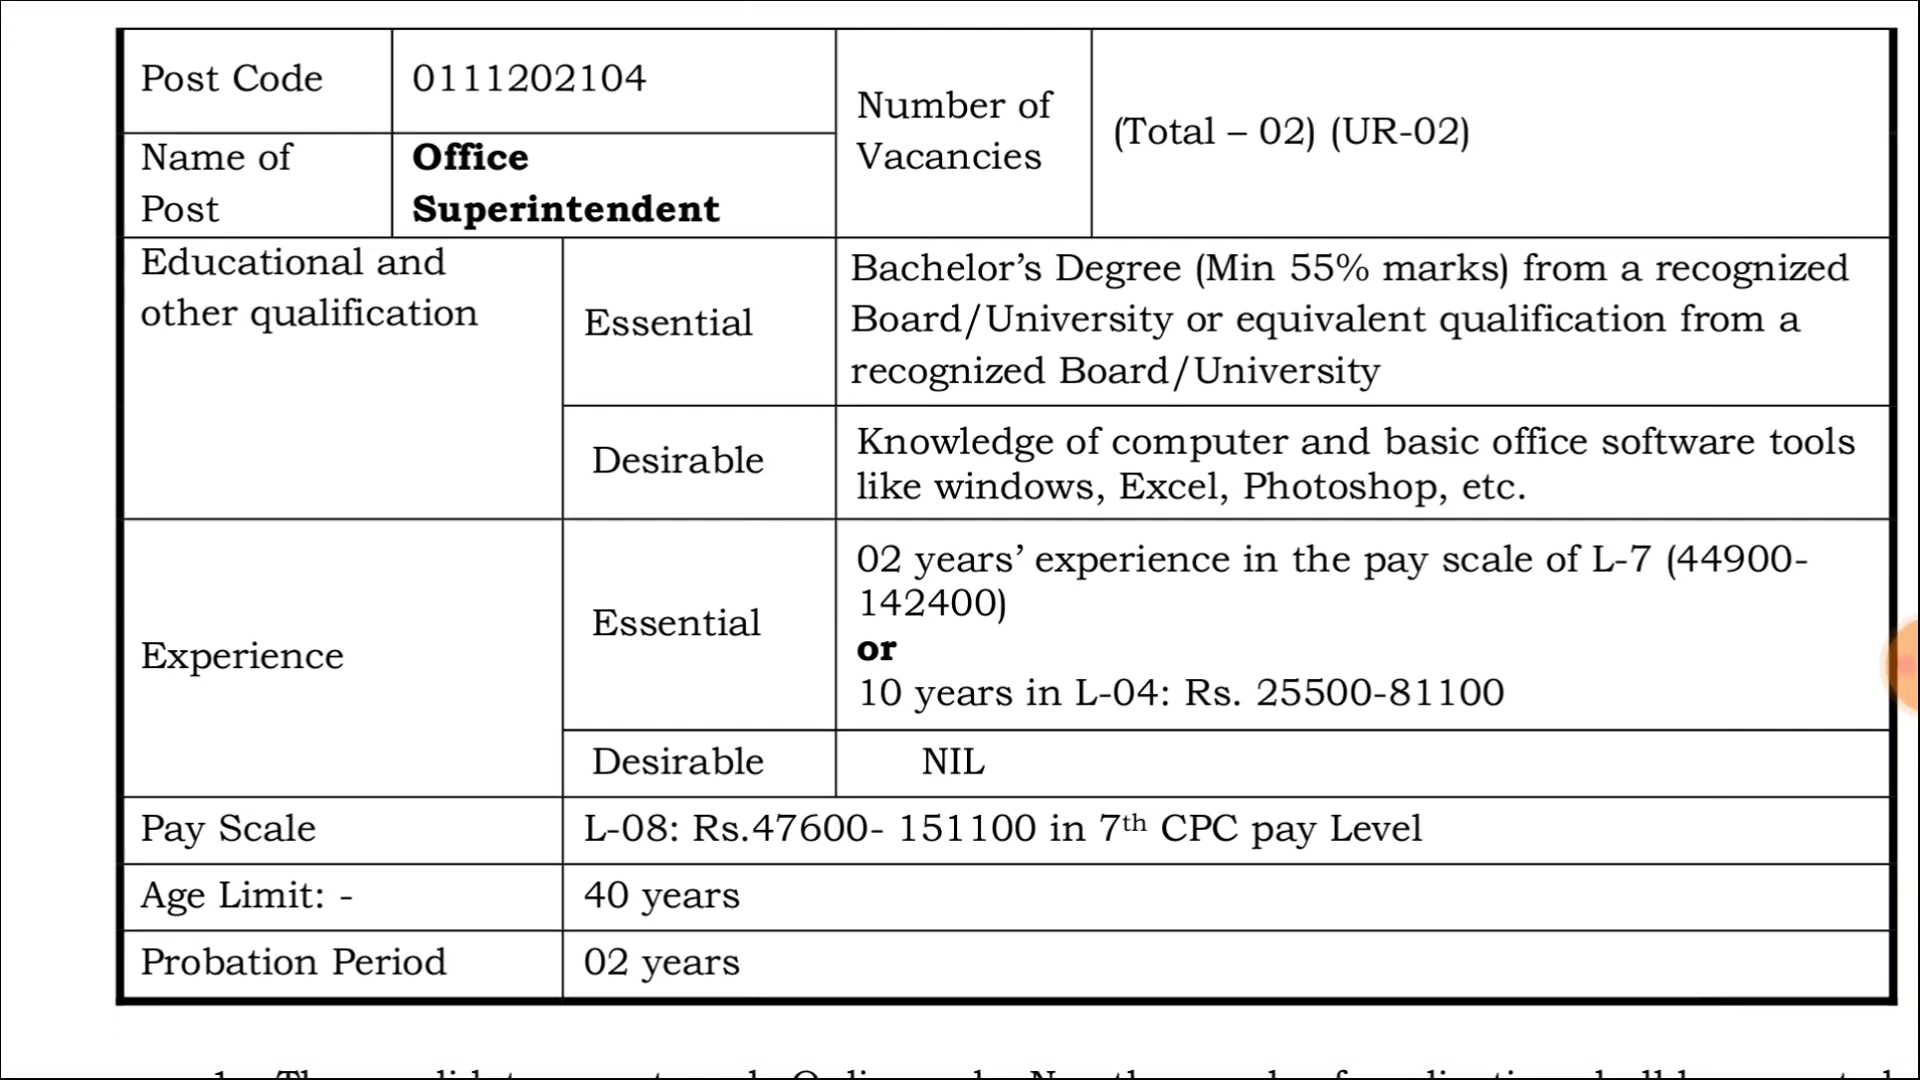 Post Code
0111202104
Number of
Vacancies
(Total – 02) (UR-02)
Name of
Post
Office
Superintendent
Educational and
other qualification
Essential
Bachelor’s Degree (Min 55% marks) from a recognized
Board/University or equivalent qualification from a
recognized Board/University
Desirable
Knowledge of computer and basic office software tools
like windows, Excel, Photoshop, etc.
Experience
Essential
02 years’ experience in the pay scale of L-7 (44900-
142400)
or
10 years in L-04: Rs. 25500-81100
Desirable
NIL
Pay Scale
L-08: Rs.47600- 151100 in 7th CPC pay Level
Age Limit: -
40 years
Probation Period
02 years